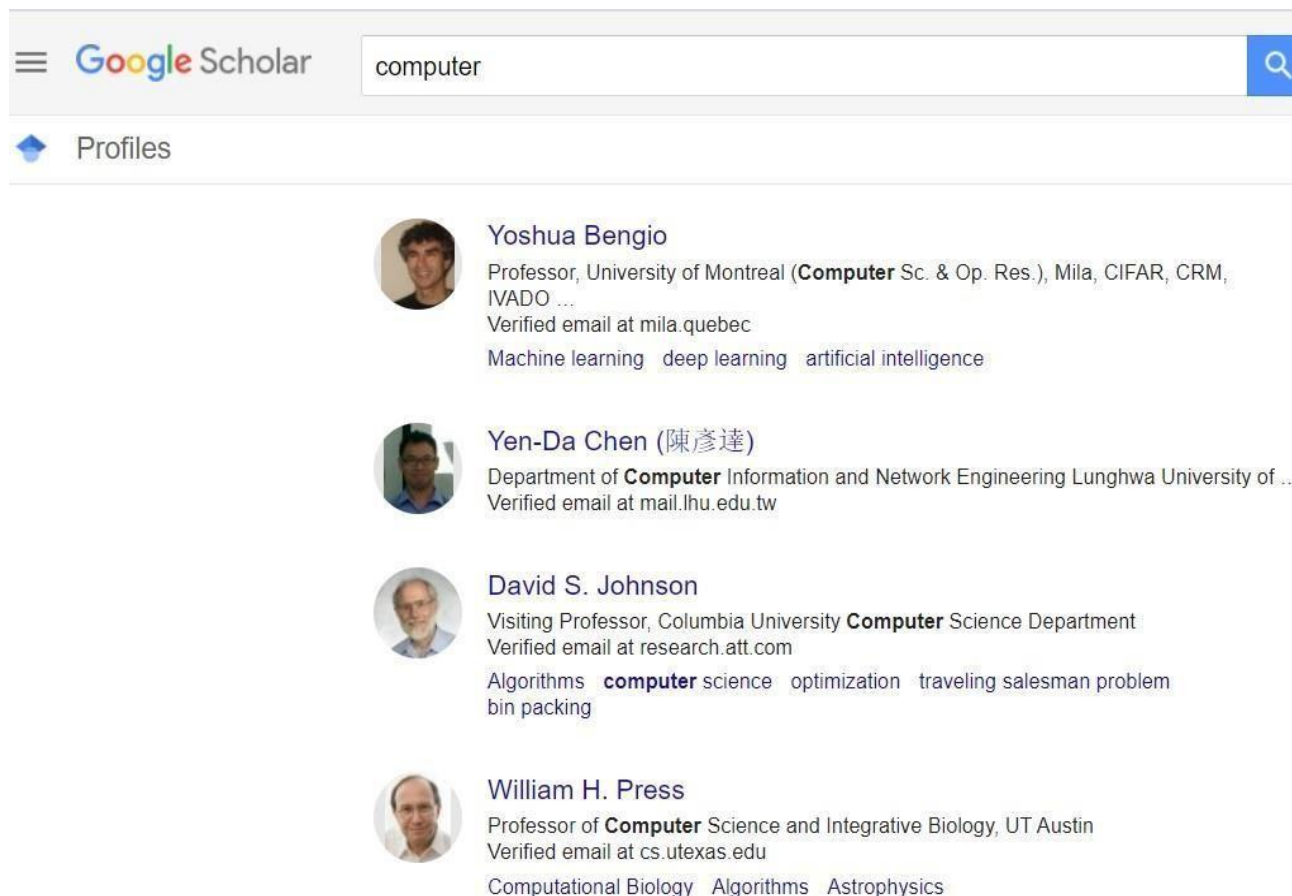 Google Scholar
computer
Profiles
Yoshua Bengio
Professor, University of Montreal (Computer Sc. & Op. Res.), Mila, CIFAR, CRM,
IVADO ...
Verified email at mila.quebec
Machine learning deep learning artificial intelligence
Yen-Da Chen (陳彥達)
Department of Computer Information and Network Engineering Lunghwa University of ..
Verified email at mail.lhu.edu.tw
David S. Johnson
Visiting Professor, Columbia University Computer Science Department
Verified email at research.att.com
Algorithms computer science optimization traveling salesman problem
bin packing
William H. Press
Professor of Computer Science and Integrative Biology, UT Austin
Verified email at cs.utexas.edu
Computational Biology Algorithms Astrophysics